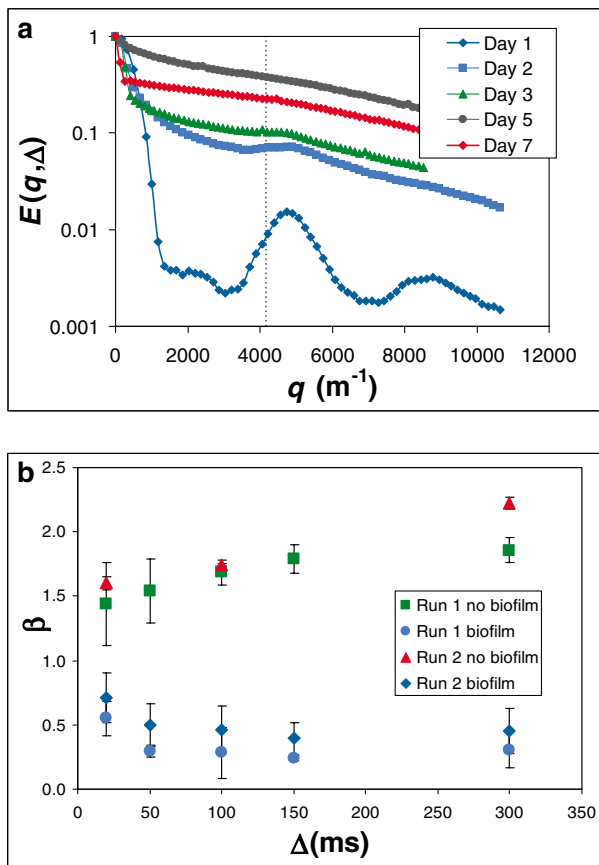 a
1
0.1
0.01
0.001
E(q,Δ)
Day 1
Day 2
Day 3
Day 5
Day 7
0 2000 4000 6000 8000 10000 12000
q (m⁻¹)
b
2.5
2.0
1.5
1.0
0.5
0.0
β
Run 1 no biofilm
Run 1 biofilm
Run 2 no biofilm
Run 2 biofilm
0 50 100 150 200 250 300 350
Δ(ms)